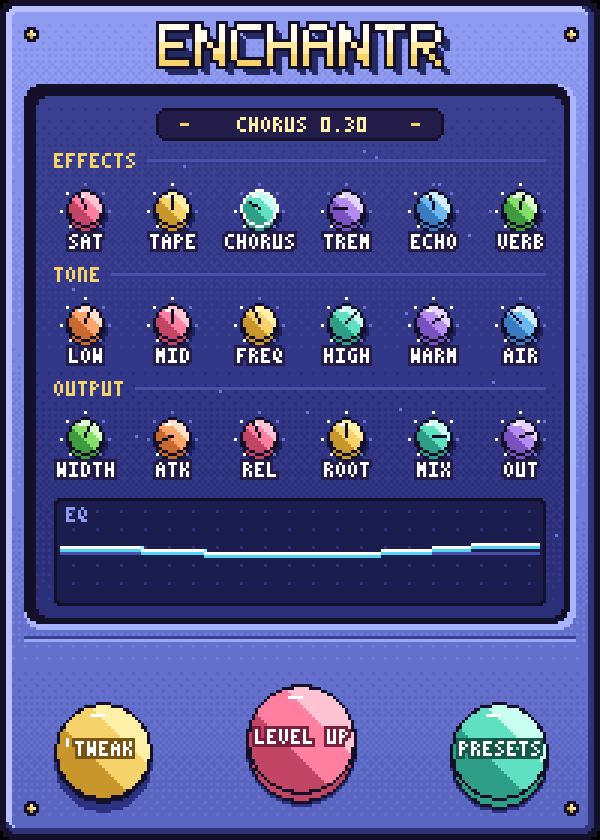 ENCHANTR
- CHORUS 0.30 -
EFFECTS
SAT TAPE CHORUS TREM ECHO VERB
TONE
LOW MID FREQ HIGH WARM AIR
OUTPUT
WIDTH ATK REL ROOT MIX OUT
EQ
'TWEAK LEVEL UP PRESETS